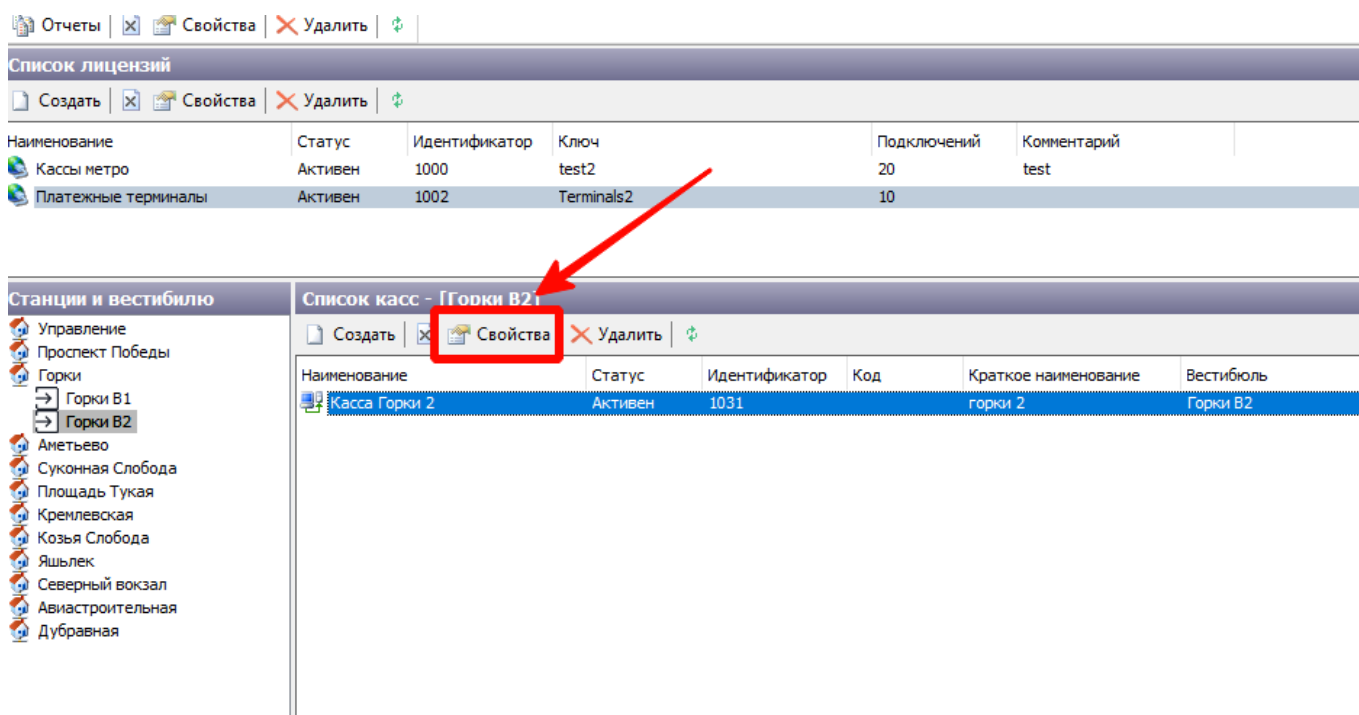 Отчеты Свойства Удалить
Список лицензий
Создать Свойства Удалить
Наименование Статус Идентификатор Ключ Подключений Комментарий
Кассы метро Активен 1000 test2 20 test
Платежные терминалы Активен 1002 Terminals2 10
Станции и вестибилю
Управление
Проспект Победы
Горки
Горки В1
Горки В2
Аметьево
Суконная Слобода
Площадь Тукая
Кремлевская
Козья Слобода
Яшьлек
Северный вокзал
Авиастроительная
Дубравная
Список касс - [Горки В2]
Создать Свойства Удалить
Наименование Статус Идентификатор Код Краткое наименование Вестибюль
Касса Горки 2 Активен 1031 горки 2 Горки В2